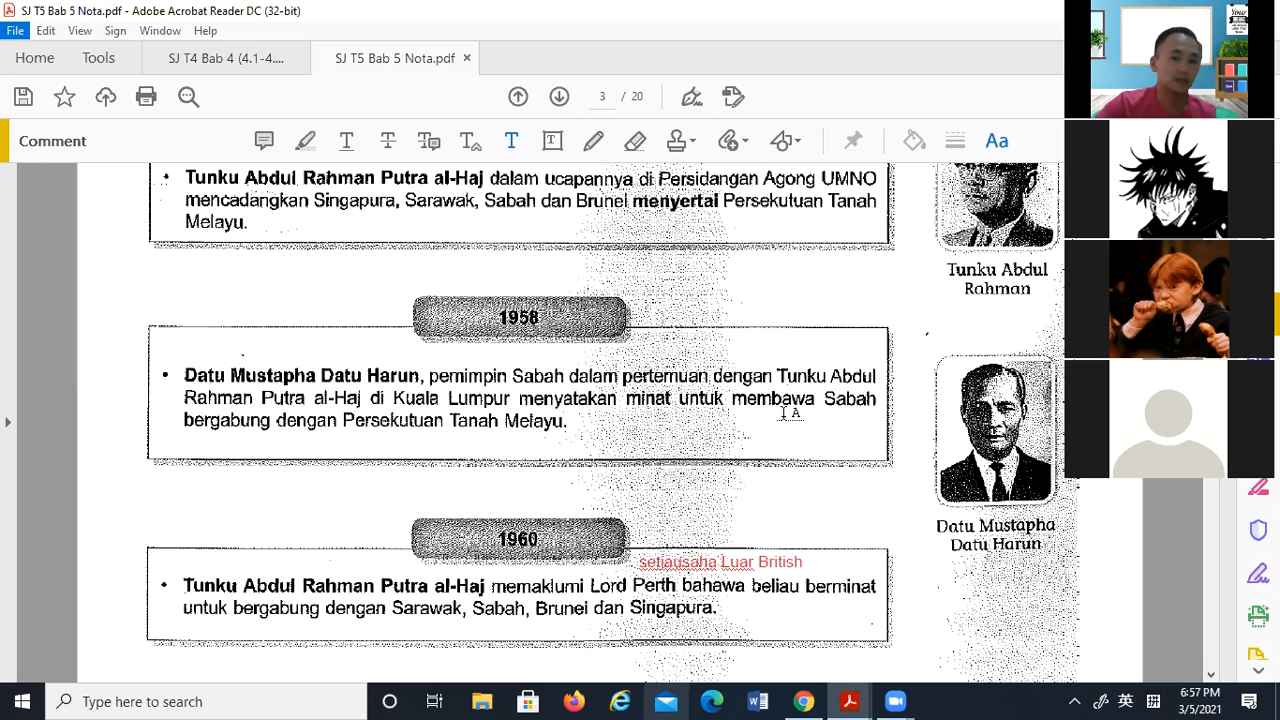 SJ T5 Bab 5 Nota.pdf - Adobe Acrobat Reader DC (32-bit)
File Edit View Sign Window Help
Home Tools SJ T4 Bab 4 (4.1-4.... SJ T5 Bab 5 Nota.pdf ×
3 / 20
Comment
Aa
• Tunku Abdul Rahman Putra al-Haj dalam ucapannya di Persidangan Agong UMNO
mencadangkan Singapura, Sarawak, Sabah dan Brunei menyertai Persekutuan Tanah
Melayu.
Tunku Abdul
Rahman
1958
• Datu Mustapha Datu Harun, pemimpin Sabah dalam pertemuan dengan Tunku Abdul
Rahman Putra al-Haj di Kuala Lumpur menyatakan minat untuk membawa Sabah
bergabung dengan Persekutuan Tanah Melayu.
Datu Mustapha
Datu Harun
1960
setiausaha Luar British
• Tunku Abdul Rahman Putra al-Haj memaklumi Lord Perth bahawa beliau berminat
untuk bergabung dengan Sarawak, Sabah, Brunei dan Singapura.
Type here to search
英 拼
6:57 PM
3/5/2021